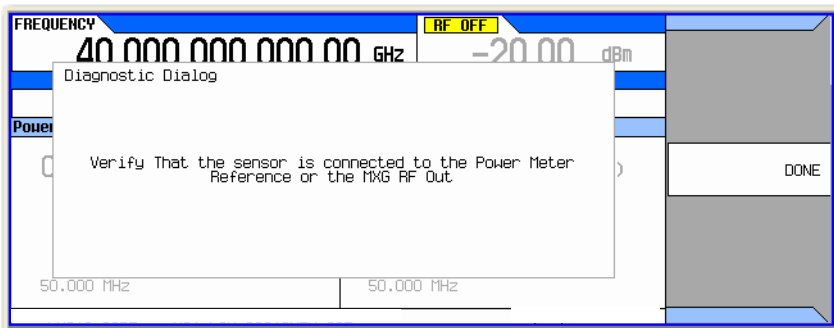 FREQUENCY
40.000 000 000 00 GHz
RF OFF
-20.00 dBm
Diagnostic Dialog
Power
Verify That the sensor is connected to the Power Meter
Reference or the MXG RF Out
DONE
50.000 MHz
50.000 MHz